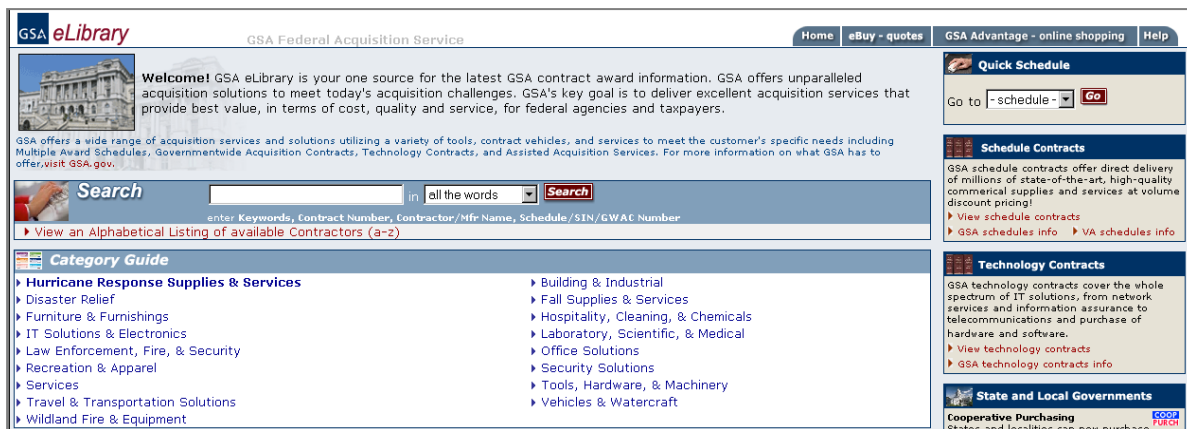 GSA eLibrary
GSA Federal Acquisition Service
Home eBuy - quotes GSA Advantage - online shopping Help
Welcome! GSA eLibrary is your one source for the latest GSA contract award information. GSA offers unparalleled
acquisition solutions to meet today's acquisition challenges. GSA's key goal is to deliver excellent acquisition services that
provide best value, in terms of cost, quality and service, for federal agencies and taxpayers.
GSA offers a wide range of acquisition services and solutions utilizing a variety of tools, contract vehicles, and services to meet the customer's specific needs including
Multiple Award Schedules, Governmentwide Acquisition Contracts, Technology Contracts, and Assisted Acquisition Services. For more information on what GSA has to
offer,visit GSA.gov.
Search in all the words Search
enter Keywords, Contract Number, Contractor/Mfr Name, Schedule/SIN/GWAC Number
View an Alphabetical Listing of available Contractors (a-z)
Category Guide
Hurricane Response Supplies & Services
Disaster Relief
Furniture & Furnishings
IT Solutions & Electronics
Law Enforcement, Fire, & Security
Recreation & Apparel
Services
Travel & Transportation Solutions
Wildland Fire & Equipment
Building & Industrial
Fall Supplies & Services
Hospitality, Cleaning, & Chemicals
Laboratory, Scientific, & Medical
Office Solutions
Security Solutions
Tools, Hardware, & Machinery
Vehicles & Watercraft
Quick Schedule
Go to - schedule - Go
Schedule Contracts
GSA schedule contracts offer direct delivery
of millions of state-of-the-art, high-quality
commerical supplies and services at volume
discount pricing!
View schedule contracts
GSA schedules info VA schedules info
Technology Contracts
GSA technology contracts cover the whole
spectrum of IT solutions, from network
services and information assurance to
telecommunications and purchase of
hardware and software.
View technology contracts
GSA technology contracts info
State and Local Governments
Cooperative Purchasing COOP PURCH
States and localities can now purchase